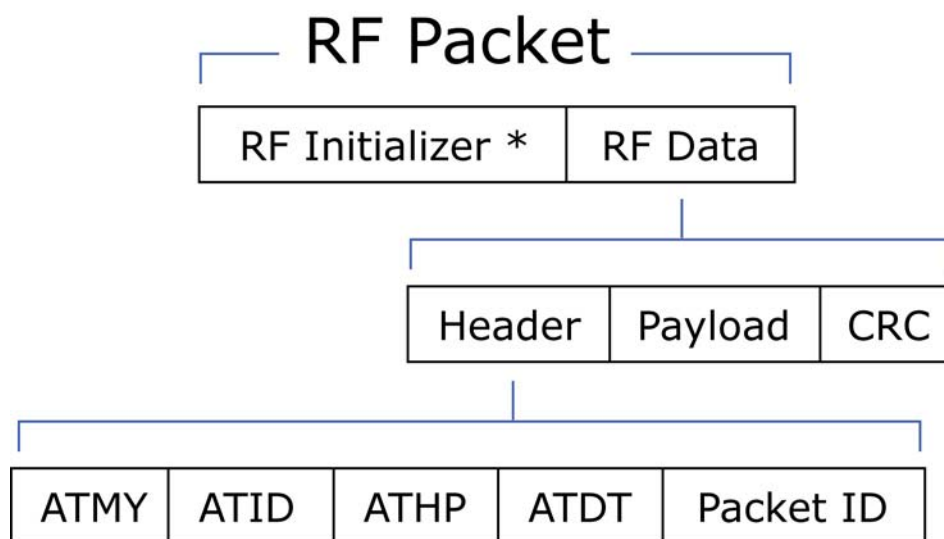 RF Packet
RF Initializer * RF Data
Header Payload CRC
ATMY ATID ATHP ATDT Packet ID